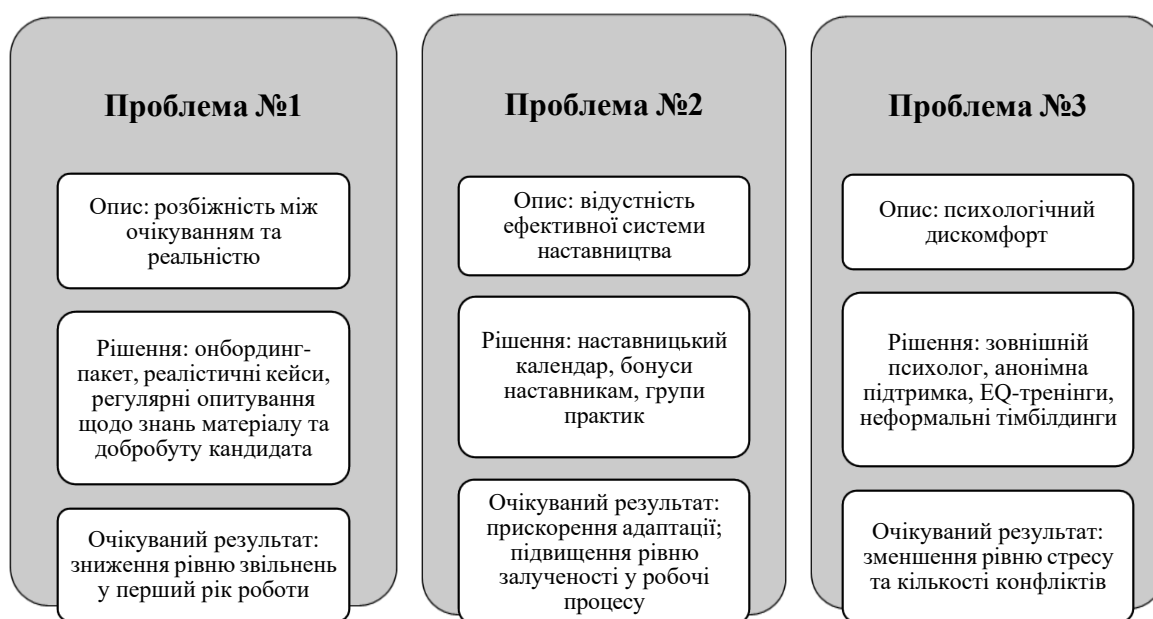 Проблема №1
Опис: розбіжність між
очікуванням та
реальністю
Рішення: онбординг-
пакет, реалістичні кейси,
регулярні опитування
щодо знань матеріалу та
добробуту кандидата
Очікуваний результат:
зниження рівню звільнень
у перший рік роботи
Проблема №2
Опис: відустність
ефективної системи
наставництва
Рішення: наставницький
календар, бонуси
наставникам, групи
практик
Очікуваний результат:
прискорення адаптації;
підвищення рівню
залученості у робочі
процесу
Проблема №3
Опис: психологічний
дискомфорт
Рішення: зовнішній
психолог, анонімна
підтримка, EQ-тренінги,
неформальні тімбілдинги
Очікуваний результат:
зменшення рівню стресу
та кількості конфліктів